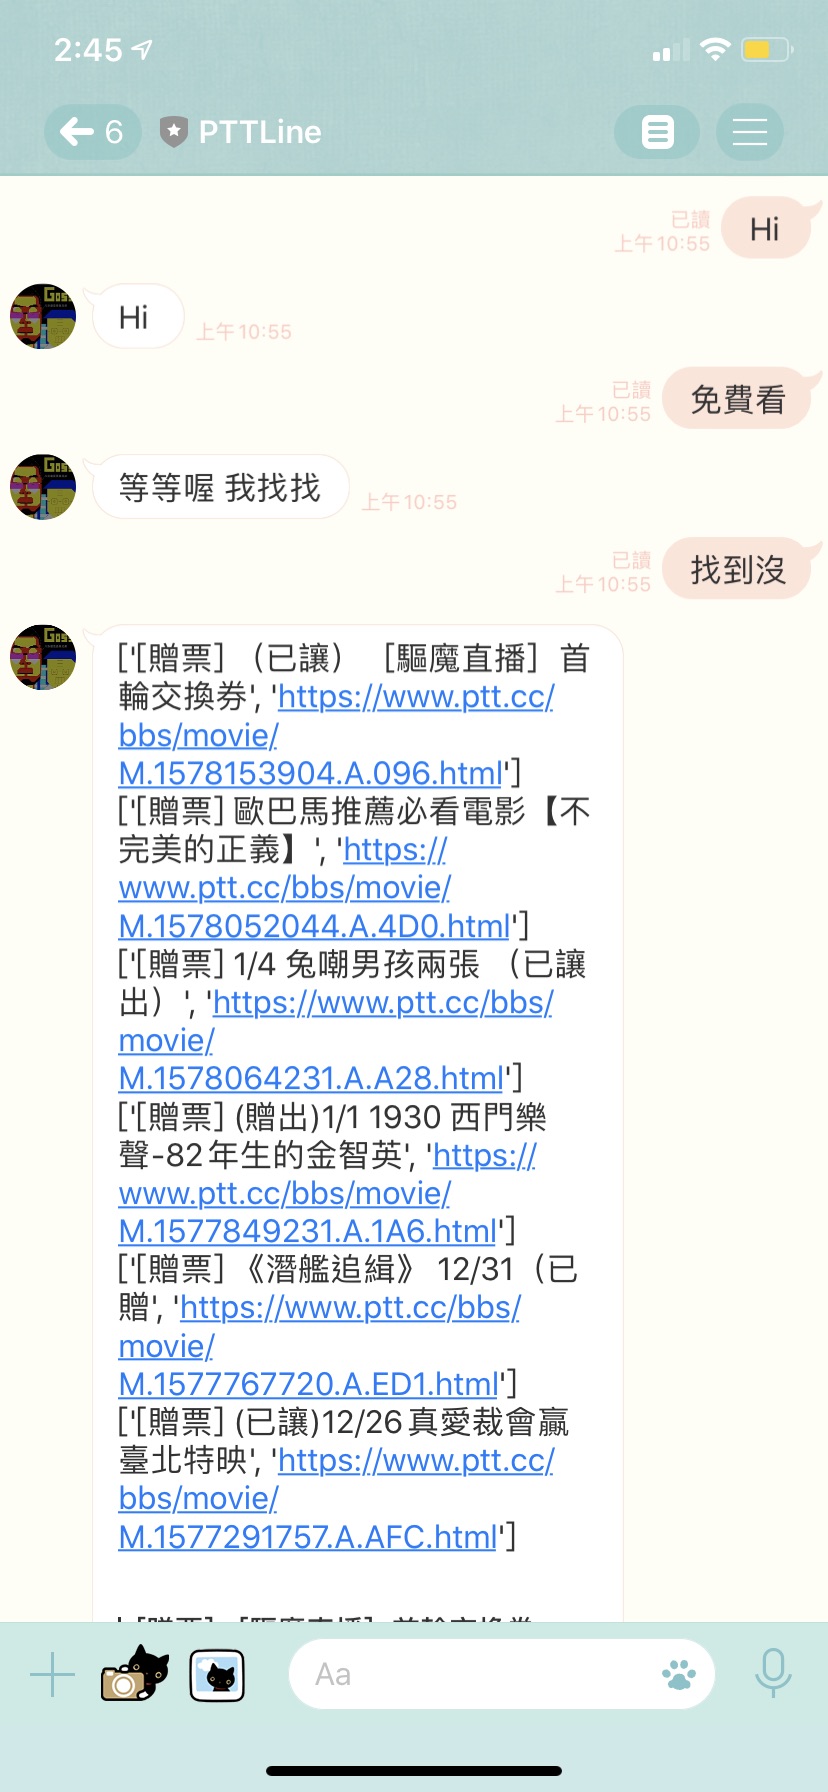 2:45
6 PTTLine
已讀
上午10:55
Hi
Hi
上午10:55
已讀
上午10:55
免費看
等等喔 我找找
上午10:55
已讀
上午10:55
找到沒
['[贈票] （已讓） ［驅魔直播］首
輪交換券', 'https://www.ptt.cc/
bbs/movie/
M.1578153904.A.096.html']
['[贈票] 歐巴馬推薦必看電影【不
完美的正義】', 'https://
www.ptt.cc/bbs/movie/
M.1578052044.A.4D0.html']
['[贈票] 1/4 兔嘲男孩兩張 （已讓
出）', 'https://www.ptt.cc/bbs/
movie/
M.1578064231.A.A28.html']
['[贈票] (贈出)1/1 1930 西門樂
聲-82年生的金智英', 'https://
www.ptt.cc/bbs/movie/
M.1577849231.A.1A6.html']
['[贈票] 《潛艦追緝》 12/31（已
贈', 'https://www.ptt.cc/bbs/
movie/
M.1577767720.A.ED1.html']
['[贈票] (已讓)12/26真愛裁會贏
臺北特映', 'https://www.ptt.cc/
bbs/movie/
M.1577291757.A.AFC.html']
Aa